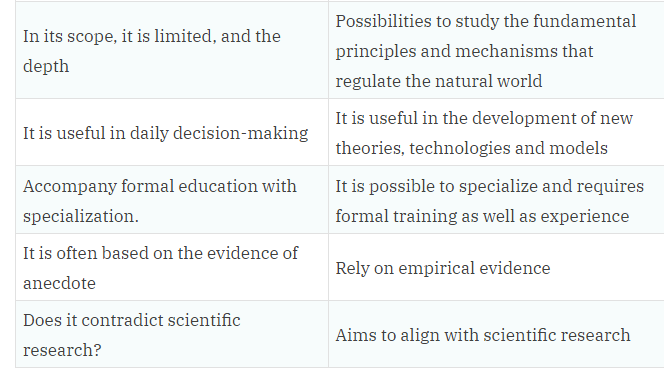 In its scope, it is limited, and the
depth
Possibilities to study the fundamental
principles and mechanisms that
regulate the natural world
It is useful in daily decision-making
It is useful in the development of new
theories, technologies and models
Accompany formal education with
specialization.
It is possible to specialize and requires
formal training as well as experience
It is often based on the evidence of
anecdote
Rely on empirical evidence
Does it contradict scientific
research?
Aims to align with scientific research